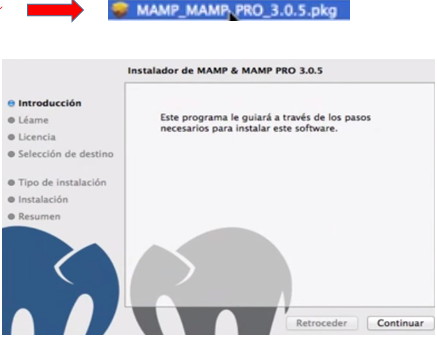 MAMP_MAMP_PRO_3.0.5.pkg
Instalador de MAMP & MAMP PRO 3.0.5
Introducción
Léame
Licencia
Selección de destino
Tipo de instalación
Instalación
Resumen
Este programa le guiará a través de los pasos
necesarios para instalar este software.
Retroceder
Continuar